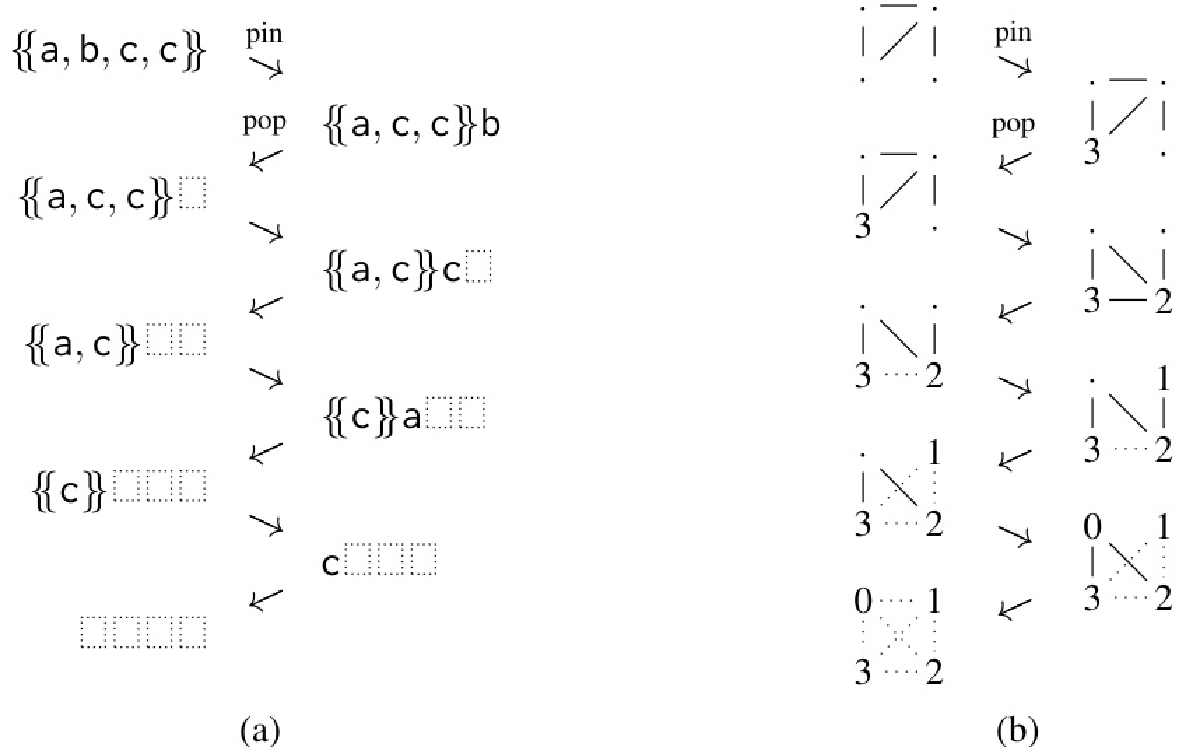 {{a, b, c, c}} pin pin
pop {{a, c, c}}b pop
3
{{a, c, c}}
3
{{a, c}}c
3 2
{{a, c}}
3 2
1
{{c}}a
3 2
1
{{c}}
3 2
0 1
c
3 2
0 1
3 2
(a) (b)